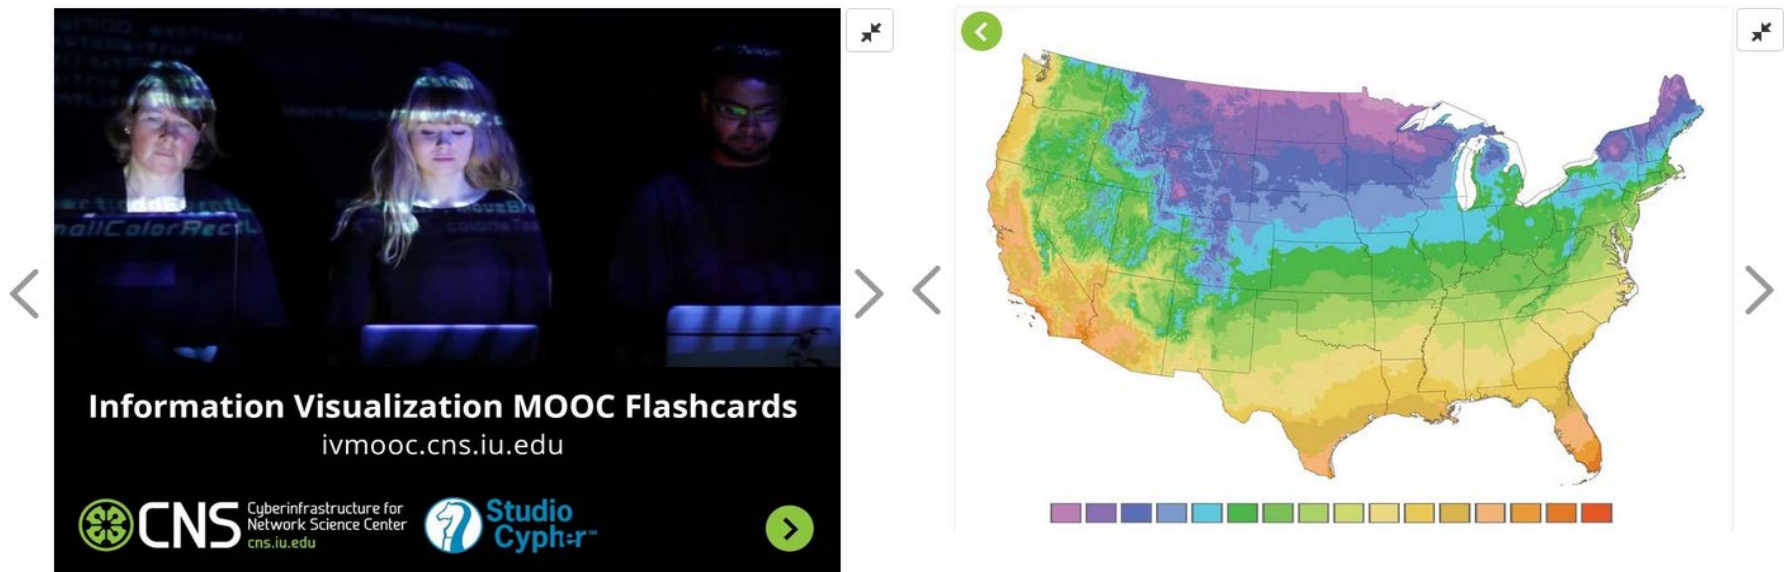 Information Visualization MOOC Flashcards
ivmooc.cns.iu.edu
CNS
Cyberinfrastructure for
Network Science Center
cns.iu.edu
Studio
Cypher